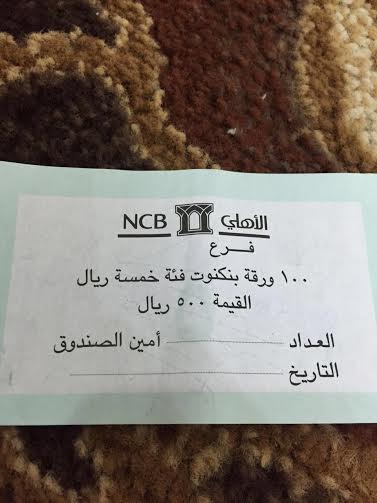 NCB الأهلي
فرع
١٠٠ ورقة بنكنوت فئة خمسة ريال
القيمة ٥٠٠ ريال
العداد أمين الصندوق
التاريخ